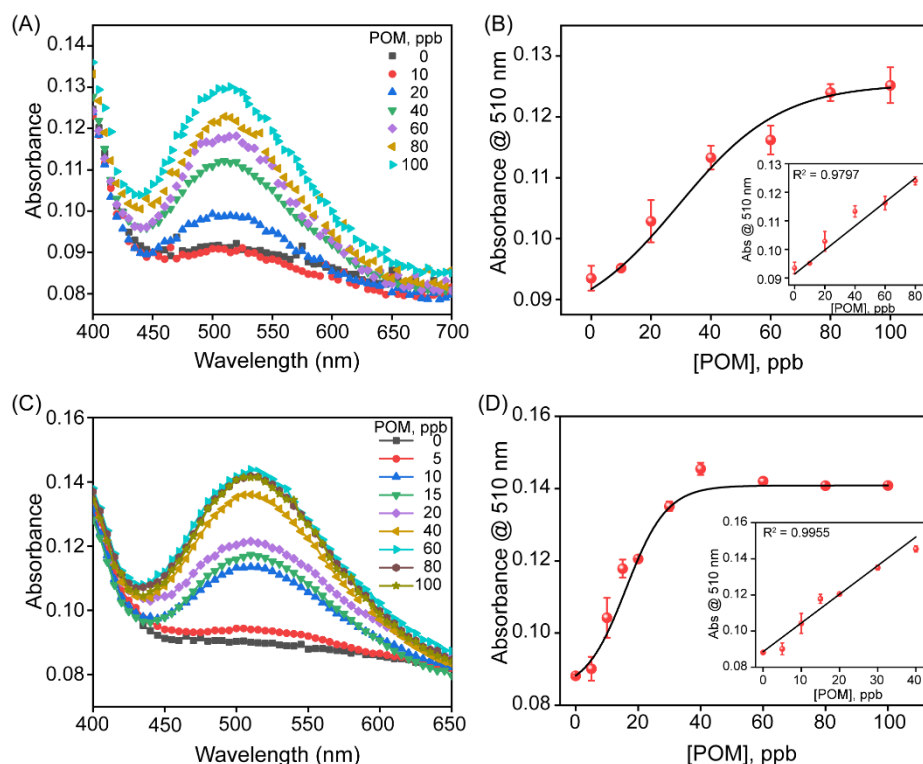 (A)
POM, ppb
0
10
20
40
60
80
100
0.14
0.13
0.12
0.11
0.10
0.09
0.08
Absorbance
400 450 500 550 600 650 700
Wavelength (nm)
(B)
0.13
0.12
0.11
0.10
0.09
Absorbance @ 510 nm
0 20 40 60 80 100
[POM], ppb
R² = 0.9797
0.13
0.12
0.11
0.10
0.09
Abs @ 510 nm
0 20 40 60 80
[POM], ppb
(C)
POM, ppb
0
5
10
15
20
40
60
80
100
0.16
0.14
0.12
0.10
0.08
Absorbance
400 450 500 550 600 650
Wavelength (nm)
(D)
0.16
0.14
0.12
0.10
0.08
Absorbance @ 510 nm
0 20 40 60 80 100
[POM], ppb
R² = 0.9955
0.16
0.12
0.10
0.08
Abs @ 510 nm
0 10 20 30 40
[POM], ppb